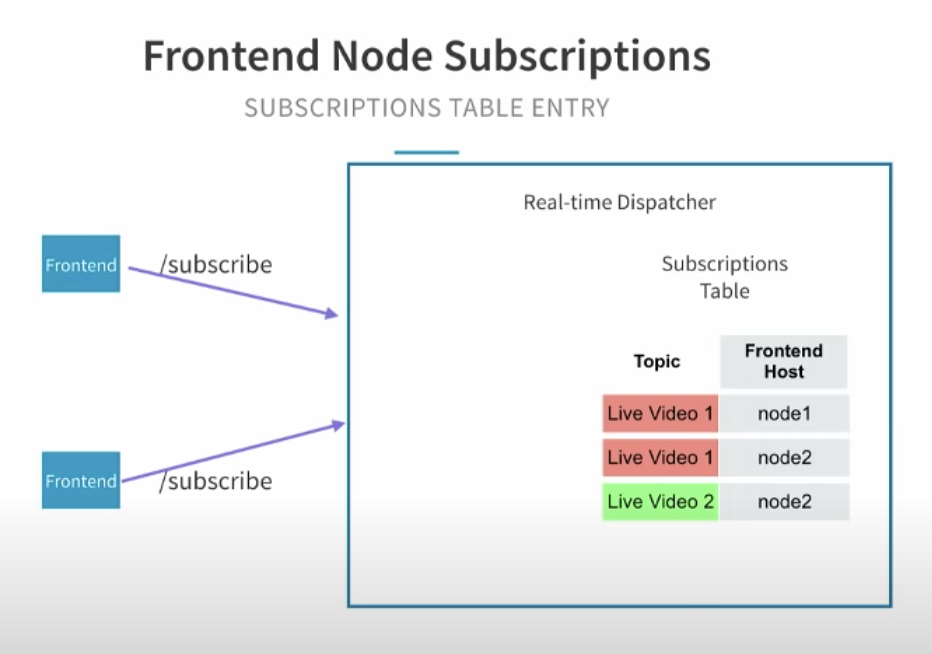 Frontend Node Subscriptions
SUBSCRIPTIONS TABLE ENTRY
Real-time Dispatcher
Frontend
/subscribe
Subscriptions
Table
Topic
Frontend
Host
Live Video 1
node1
Live Video 1
node2
Frontend
/subscribe
Live Video 2
node2